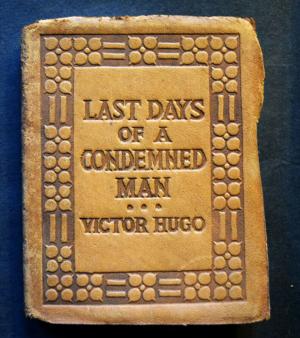 LAST DAYS
OF A
CONDEMNED
MAN
VICTOR HUGO